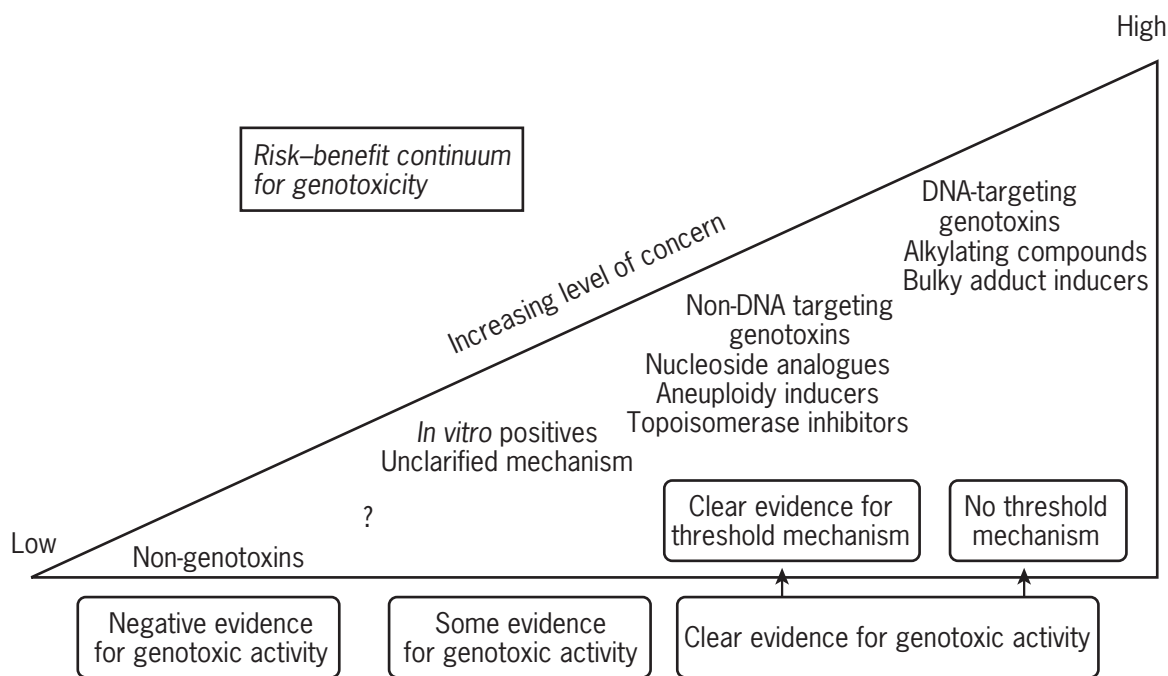 High
Risk–benefit continuum
for genotoxicity
Increasing level of concern
DNA-targeting
genotoxins
Alkylating compounds
Bulky adduct inducers
Non-DNA targeting
genotoxins
Nucleoside analogues
Aneuploidy inducers
Topoisomerase inhibitors
In vitro positives
Unclarified mechanism
?
Low
Non-genotoxins
Clear evidence for
threshold mechanism
No threshold
mechanism
Negative evidence
for genotoxic activity
Some evidence
for genotoxic activity
Clear evidence for genotoxic activity